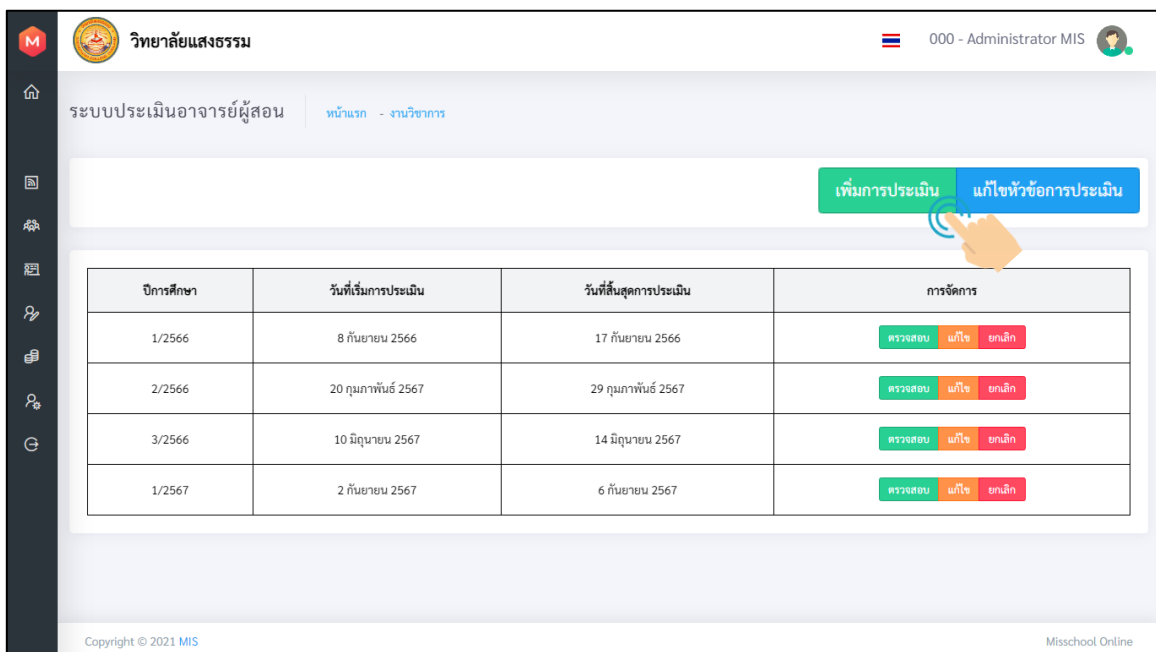 M
วิทยาลัยแสงธรรม
000 - Administrator MIS
ระบบประเมินอาจารย์ผู้สอน
หน้าแรก - งานวิชาการ
เพิ่มการประเมิน แก้ไขหัวข้อการประเมิน
ปีการศึกษา วันที่เริ่มการประเมิน วันที่สิ้นสุดการประเมิน การจัดการ
1/2566 8 กันยายน 2566 17 กันยายน 2566 ตรวจสอบ แก้ไข ยกเลิก
2/2566 20 กุมภาพันธ์ 2567 29 กุมภาพันธ์ 2567 ตรวจสอบ แก้ไข ยกเลิก
3/2566 10 มิถุนายน 2567 14 มิถุนายน 2567 ตรวจสอบ แก้ไข ยกเลิก
1/2567 2 กันยายน 2567 6 กันยายน 2567 ตรวจสอบ แก้ไข ยกเลิก
Copyright © 2021 MIS
Misschool Online